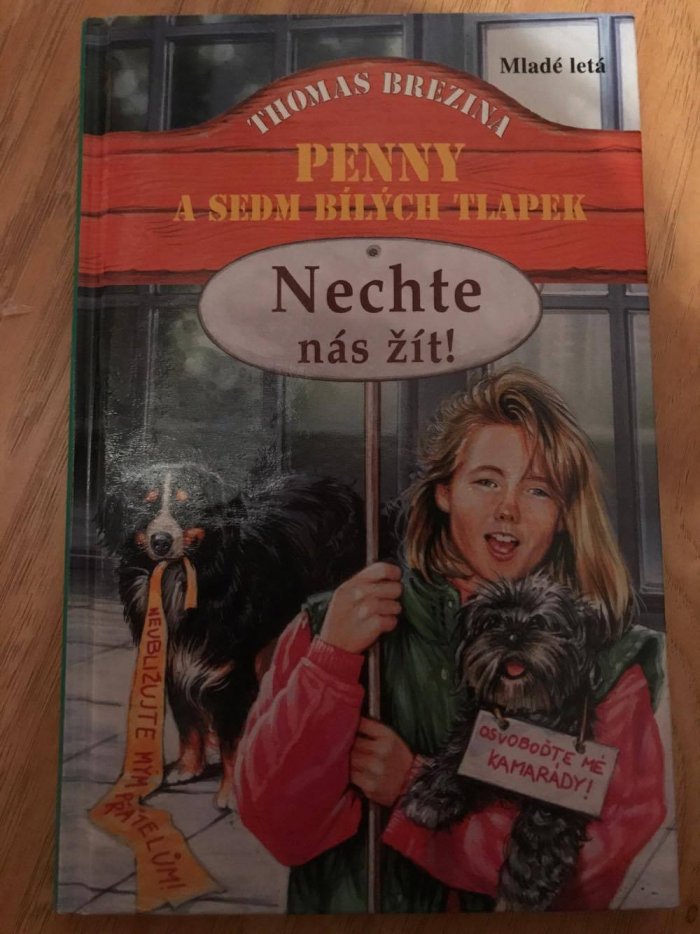 Mladé letá
THOMAS BREZINA
PENNY
A SEDM BÍLÝCH TLAPEK
Nechte
nás žít!
NEUBLIŽUJTE MÝM
PŘÁTELŮM!
OSVOBOĎTE MÉ
KAMARÁDY!